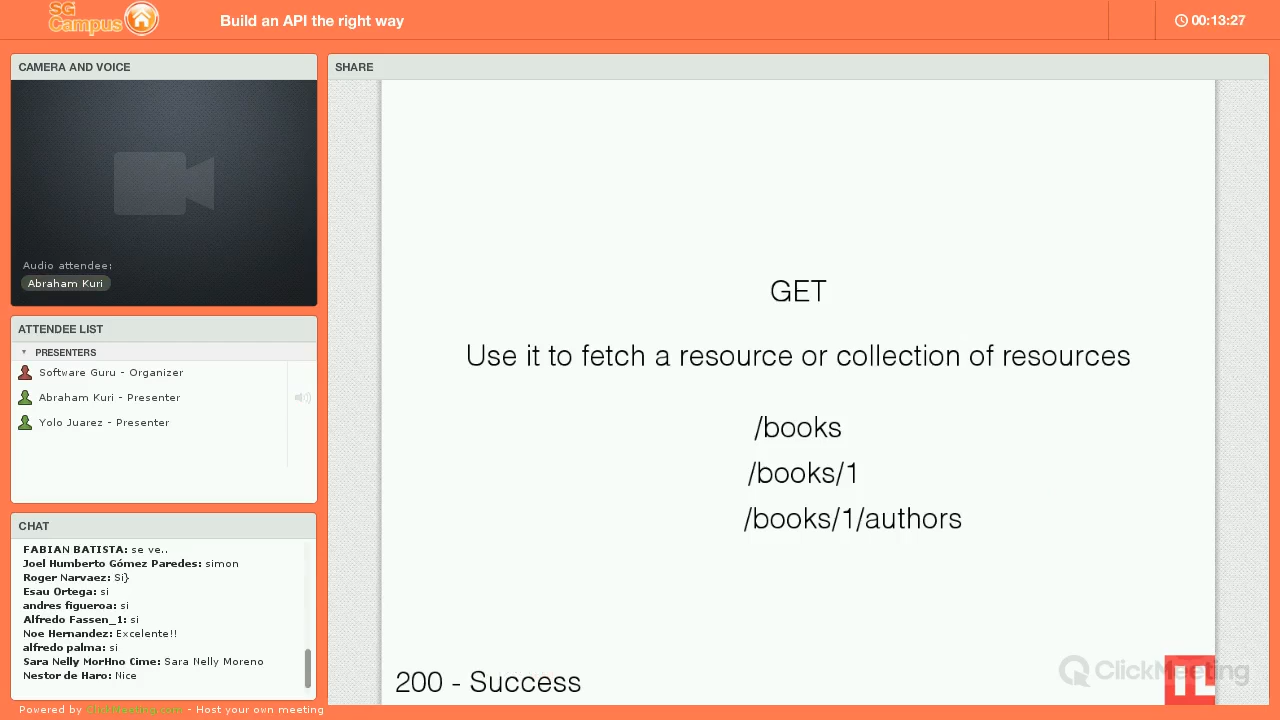 SG
Campus
Build an API the right way
00:13:27
CAMERA AND VOICE
Audio attendee:
Abraham Kuri
ATTENDEE LIST
PRESENTERS
Software Guru - Organizer
Abraham Kuri - Presenter
Yolo Juarez - Presenter
CHAT
FABIAN BATISTA: se ve..
Joel Humberto Gómez Paredes: simon
Roger Narvaez: Si}
Esau Ortega: si
andres figueroa: si
Alfredo Fassen_1: si
Noe Hernandez: Excelente!!
alfredo palma: si
Sara Nelly MorHno Cime: Sara Nelly Moreno
Nestor de Haro: Nice
Powered by ClickMeeting.com - Host your own meeting
SHARE
GET
Use it to fetch a resource or collection of resources
/books
/books/1
/books/1/authors
200 - Success
ClickMeeting